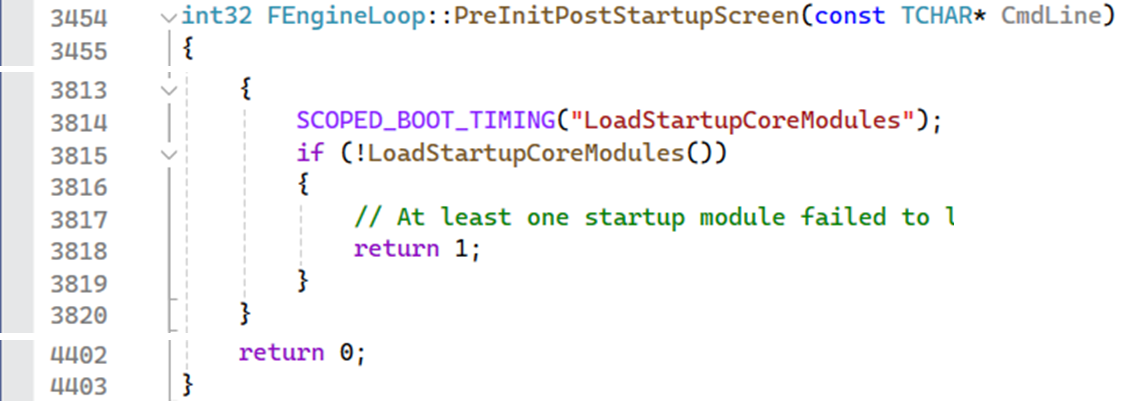 3454 int32 FEngineLoop::PreInitPostStartupScreen(const TCHAR* CmdLine)
3455 {
3813 {
3814 SCOPED_BOOT_TIMING("LoadStartupCoreModules");
3815 if (!LoadStartupCoreModules())
3816 {
3817 // At least one startup module failed to l
3818 return 1;
3819 }
3820 }
4402 return 0;
4403 }